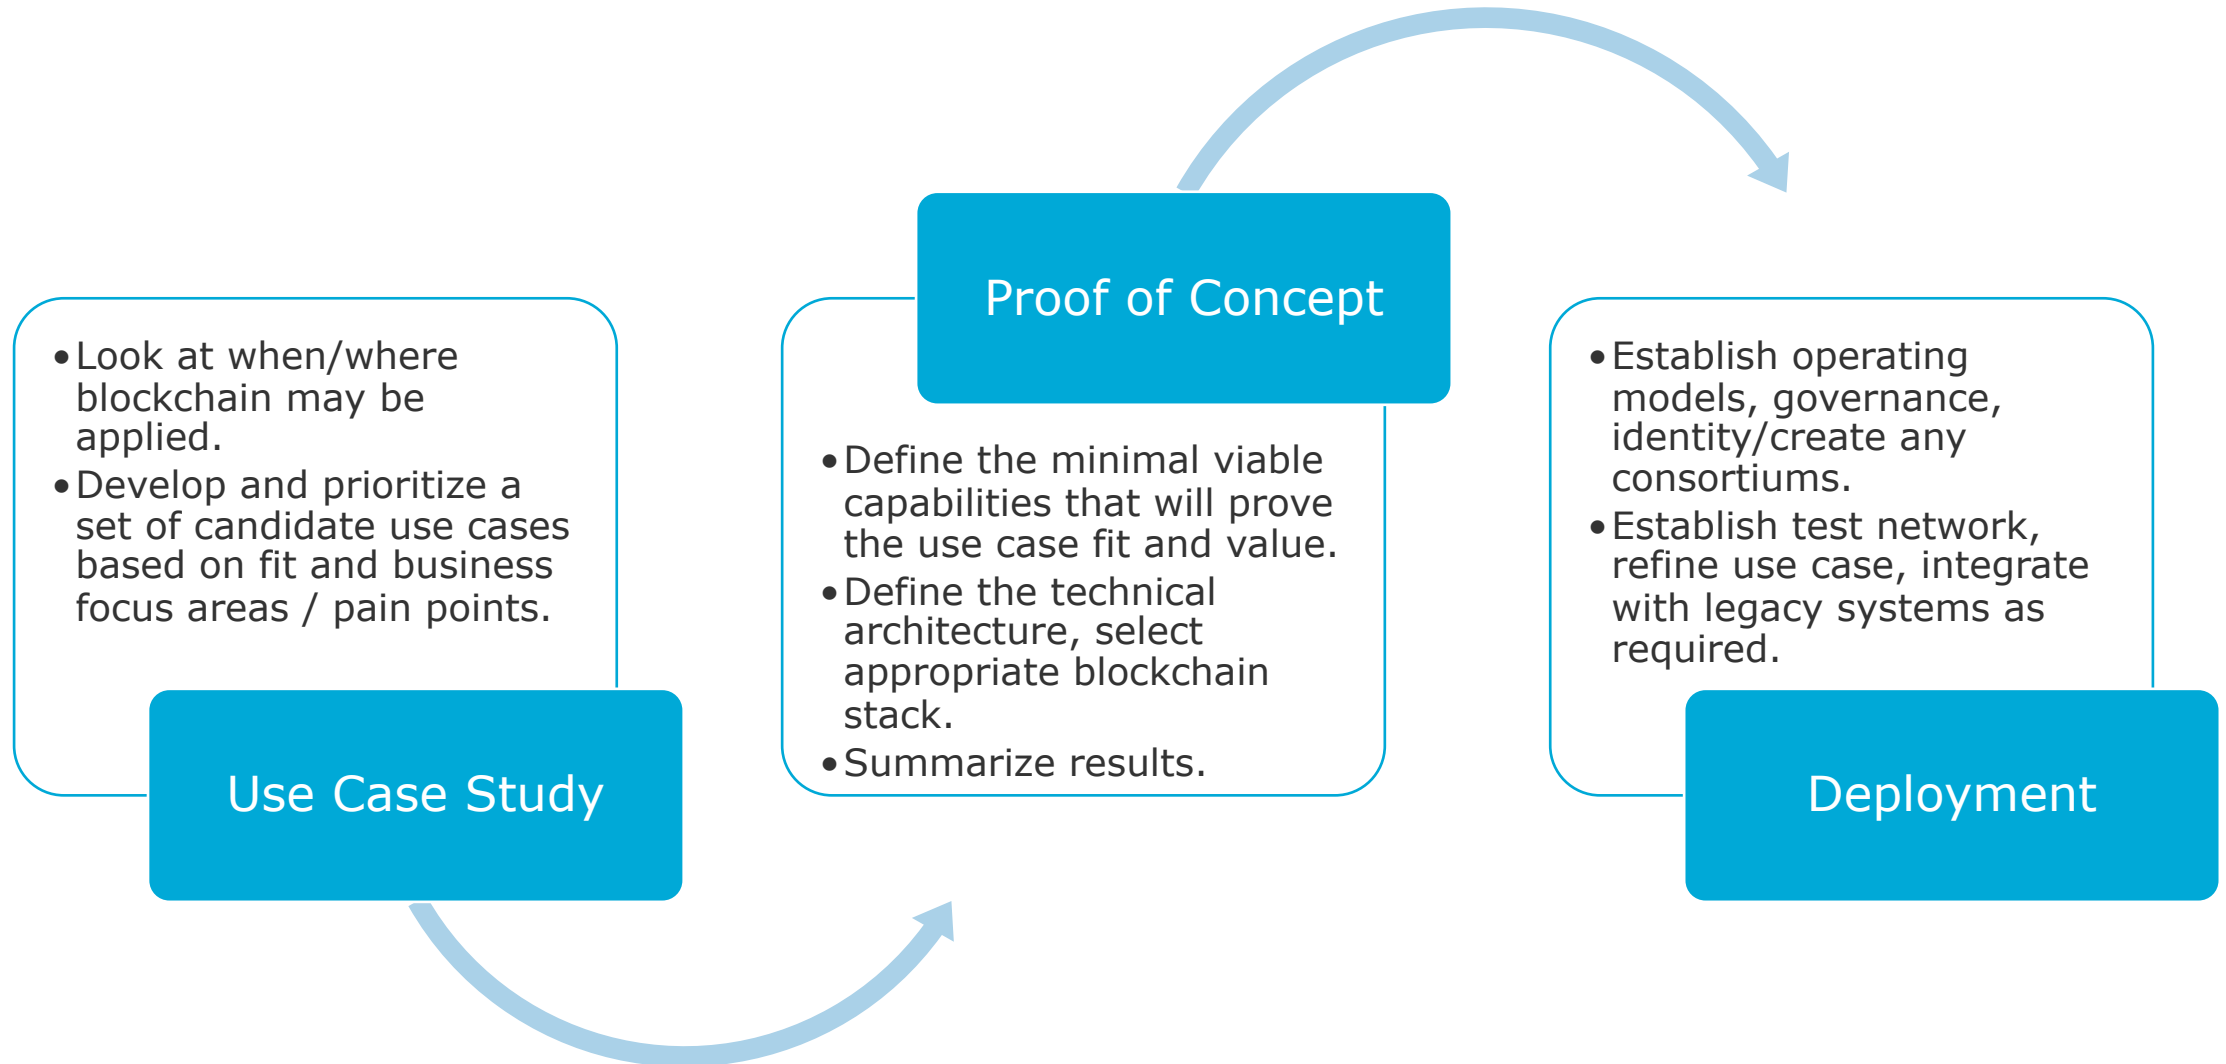 •Look at when/where
blockchain may be
applied.
•Develop and prioritize a
set of candidate use cases
based on fit and business
focus areas / pain points.
Use Case Study
Proof of Concept
•Define the minimal viable
capabilities that will prove
the use case fit and value.
•Define the technical
architecture, select
appropriate blockchain
stack.
•Summarize results.
•Establish operating
models, governance,
identity/create any
consortiums.
•Establish test network,
refine use case, integrate
with legacy systems as
required.
Deployment